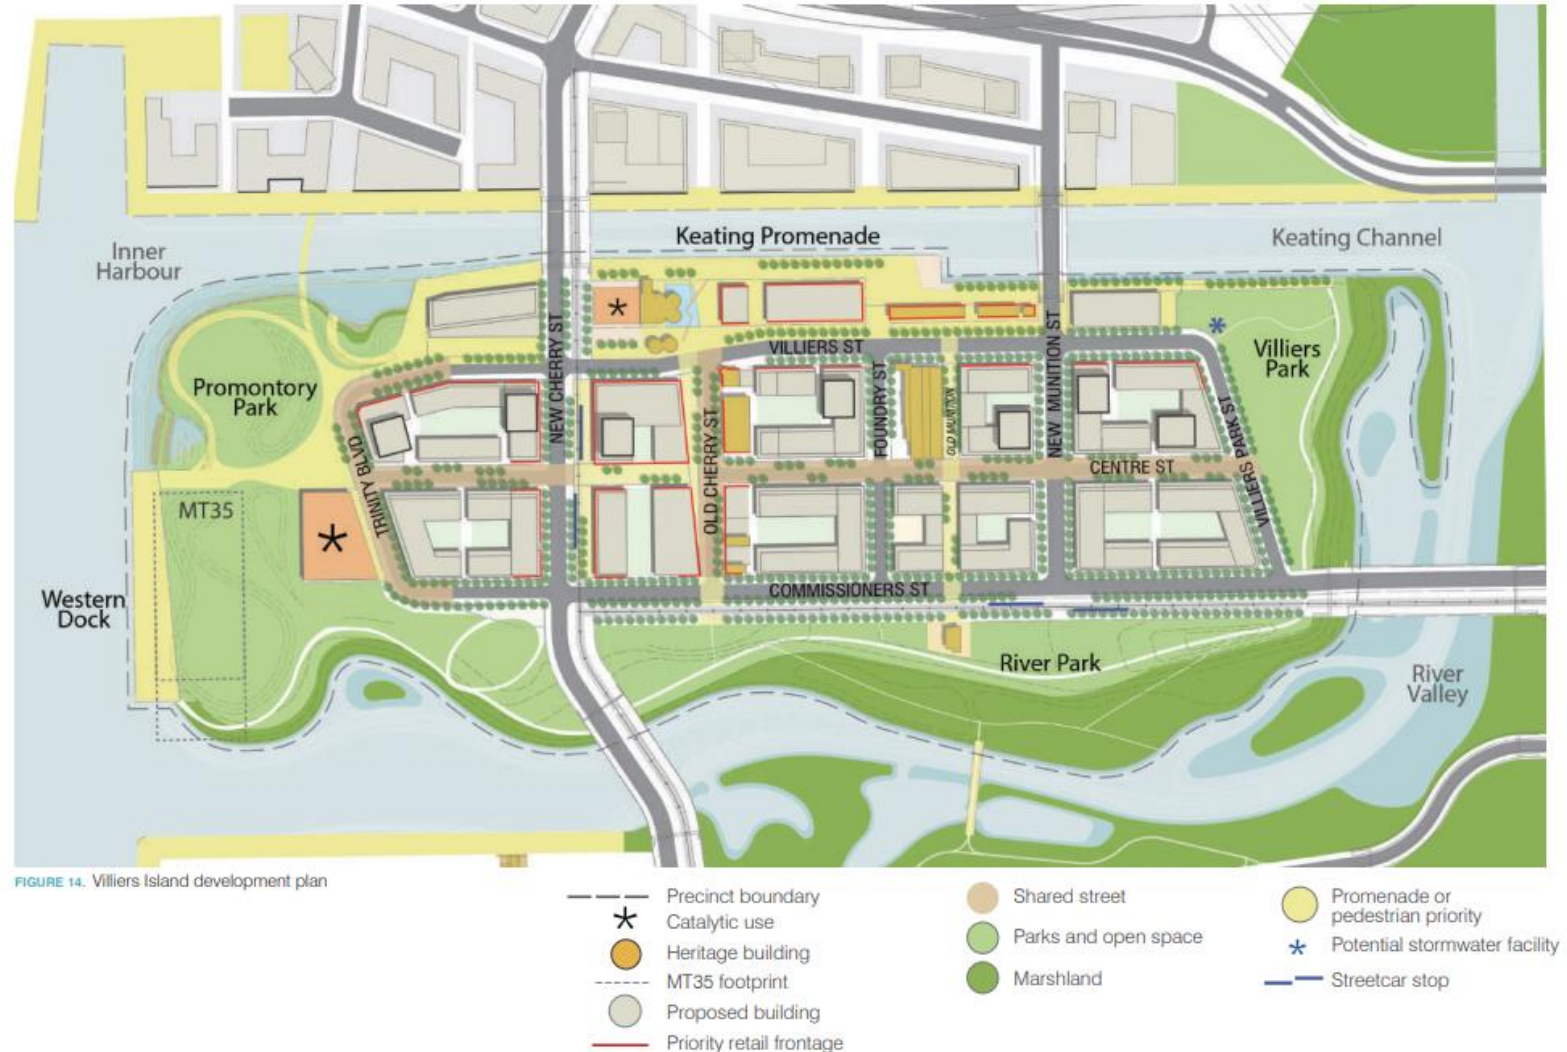 Inner
Harbour
Keating Promenade
Keating Channel
NEW CHERRY ST
VILLIERS ST
NEW MUNITION ST
Villiers
Park
Promontory
Park
FOUNDRY ST
OLD MUNITION
OLD CHERRY ST
TRINITY BLVD
CENTRE ST
VILLIERS PARK ST
MT35
Western
Dock
COMMISSIONERS ST
River Park
River
Valley
FIGURE 14. Villiers Island development plan
Precinct boundary
Catalytic use
Heritage building
MT35 footprint
Proposed building
Priority retail frontage
Shared street
Parks and open space
Marshland
Promenade or
pedestrian priority
Potential stormwater facility
Streetcar stop